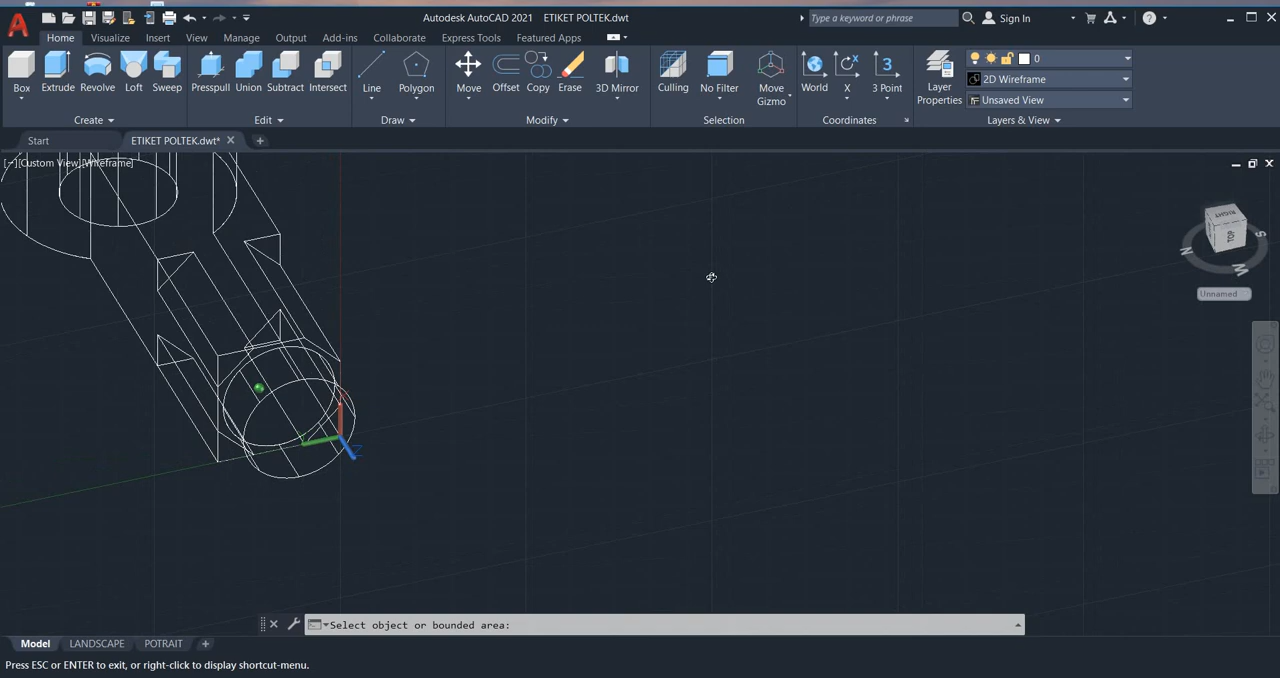 Autodesk AutoCAD 2021 ETIKET POLTEK.dwt
Type a keyword or phrase
Sign In
Home Visualize Insert View Manage Output Add-ins Collaborate Express Tools Featured Apps
Box Extrude Revolve Loft Sweep Presspull Union Subtract Intersect Line Polygon Move Offset Copy Erase 3D Mirror Culling No Filter Move Gizmo World X 3 Point Layer Properties
3
0
2D Wireframe
Unsaved View
Create Edit Draw Modify Selection Coordinates Layers & View
Start ETIKET POLTEK.dwt*
[−][Custom View][Wireframe]
RIGHT
TOP
N
S
Unnamed
Z
Select object or bounded area:
Model LANDSCAPE POTRAIT
Press ESC or ENTER to exit, or right-click to display shortcut-menu.